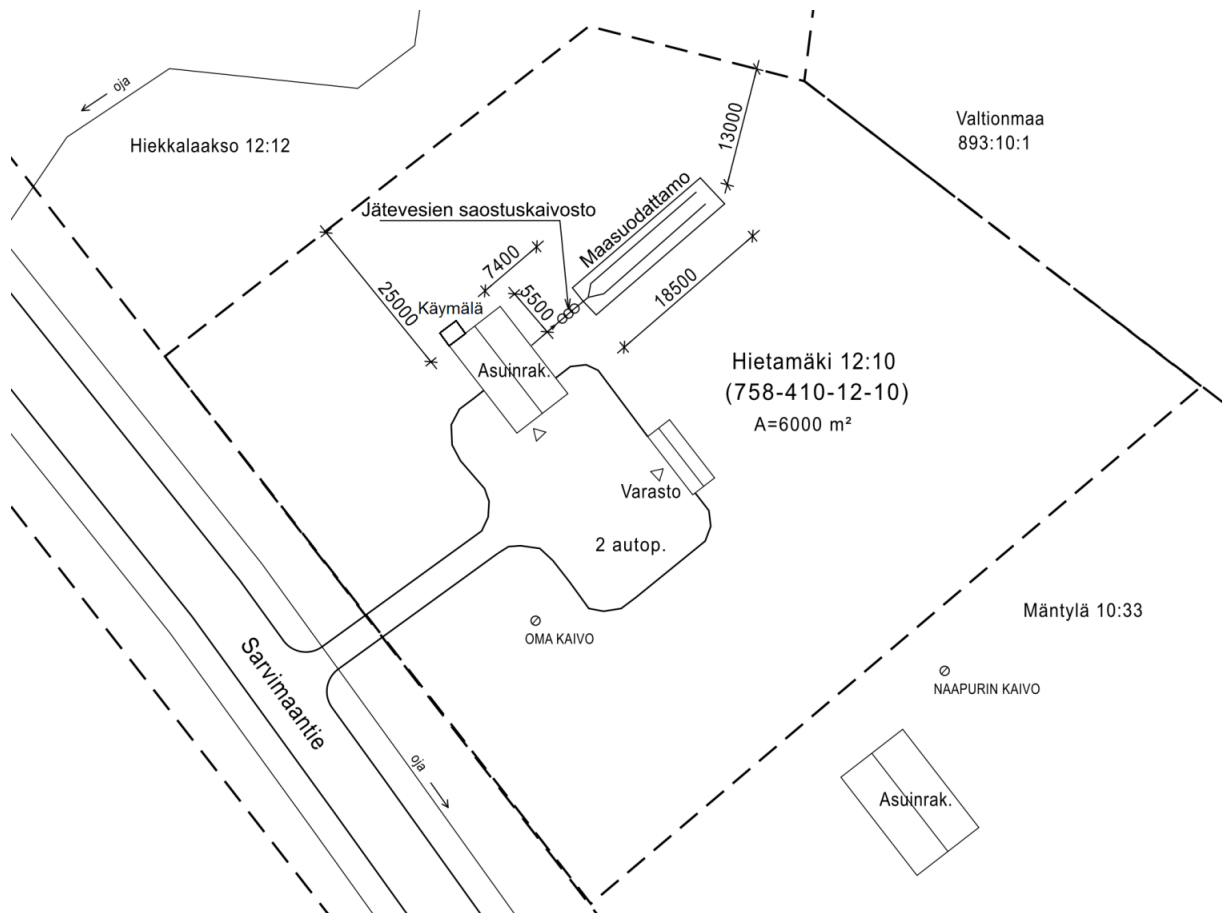 oja
Hiekkalaakso 12:12
Valtionmaa
893:10:1
13000
Jätevesien saostuskaivosto
Maasuodattamo
7400
25000
5500
18500
Käymälä
Asuinrak.
Hietamäki 12:10
(758-410-12-10)
A=6000 m²
Varasto
2 autop.
OMA KAIVO
Mäntylä 10:33
NAAPURIN KAIVO
Sarvimaantie
oja
Asuinrak.